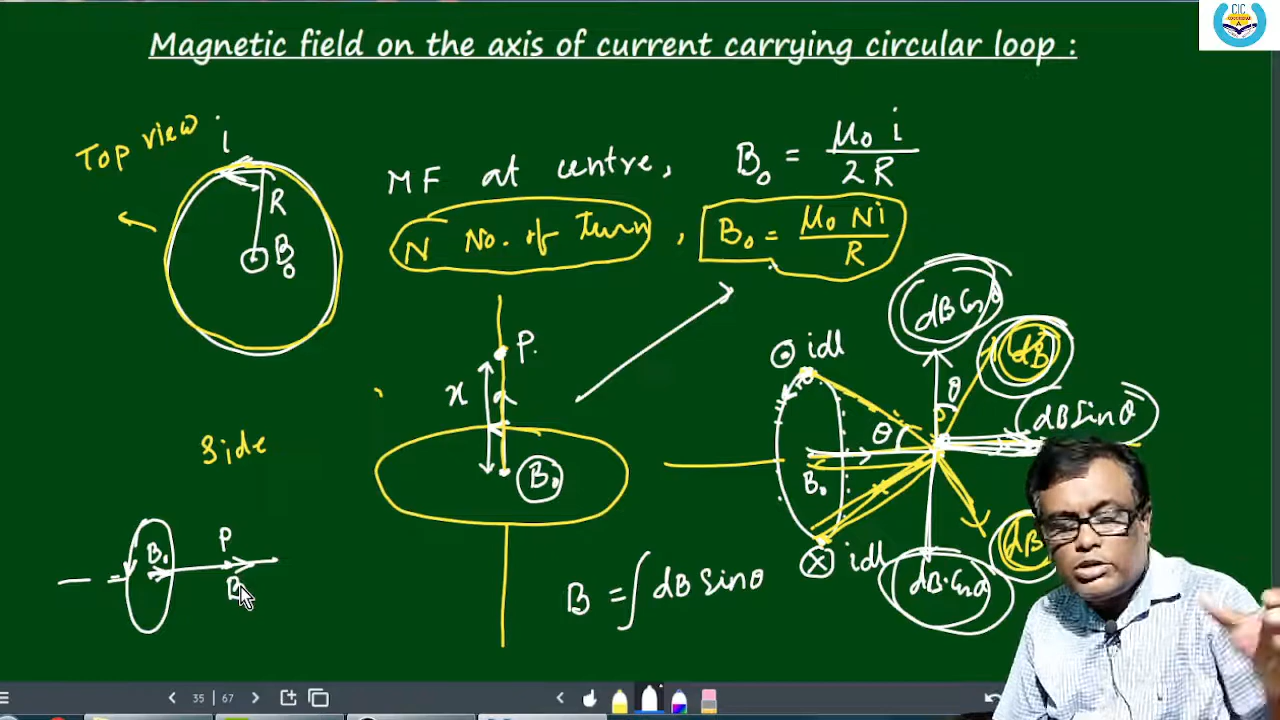 Magnetic field on the axis of current carrying circular loop :
CIC
Top view
i
R
B₀
MF at centre, B₀ = μ₀ i / 2R
N No. of Turn, B₀ = μ₀ N i / R
P.
x
B₀
Side
B₀
P
B
idl
θ
B₀
idl
dB Cosθ
dB
θ
dB Sinθ
dB
dB.Cosθ
B = ∫ dB Sinθ
35 | 67